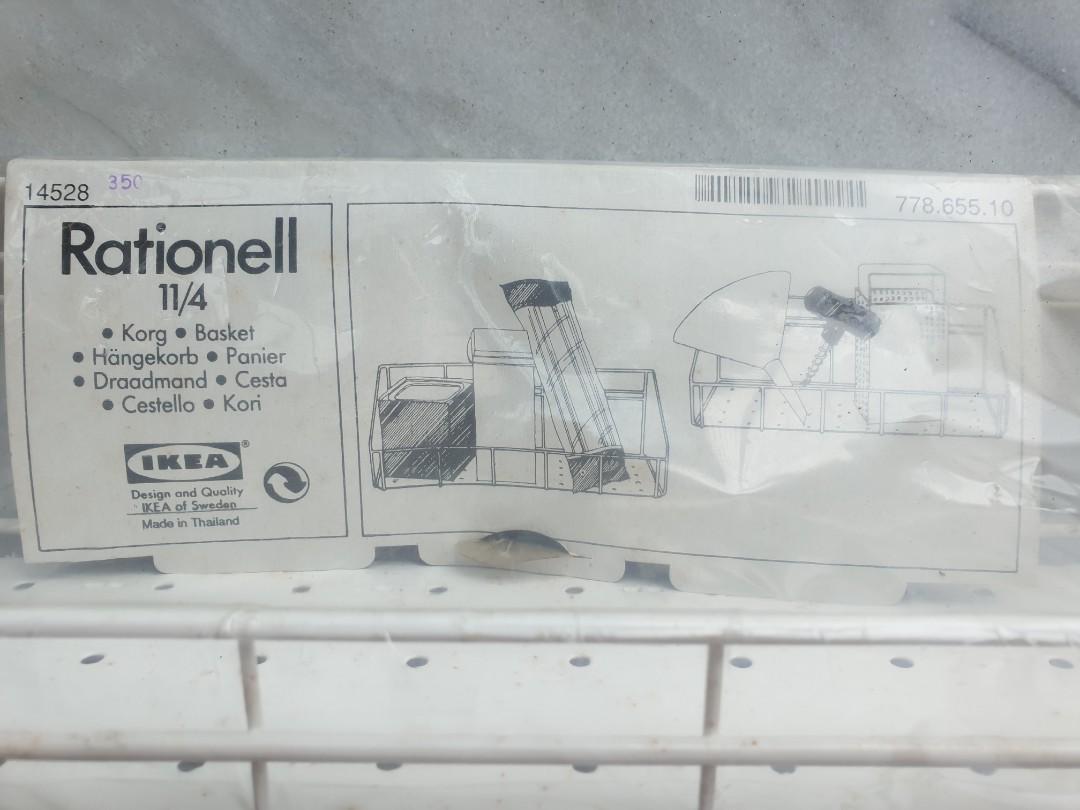 14528 350
778.655.10
Rationell
11/4
• Korg • Basket
• Hängekorb • Panier
• Draadmand • Cesta
• Cestello • Kori
IKEA®
Design and Quality
IKEA of Sweden
Made in Thailand